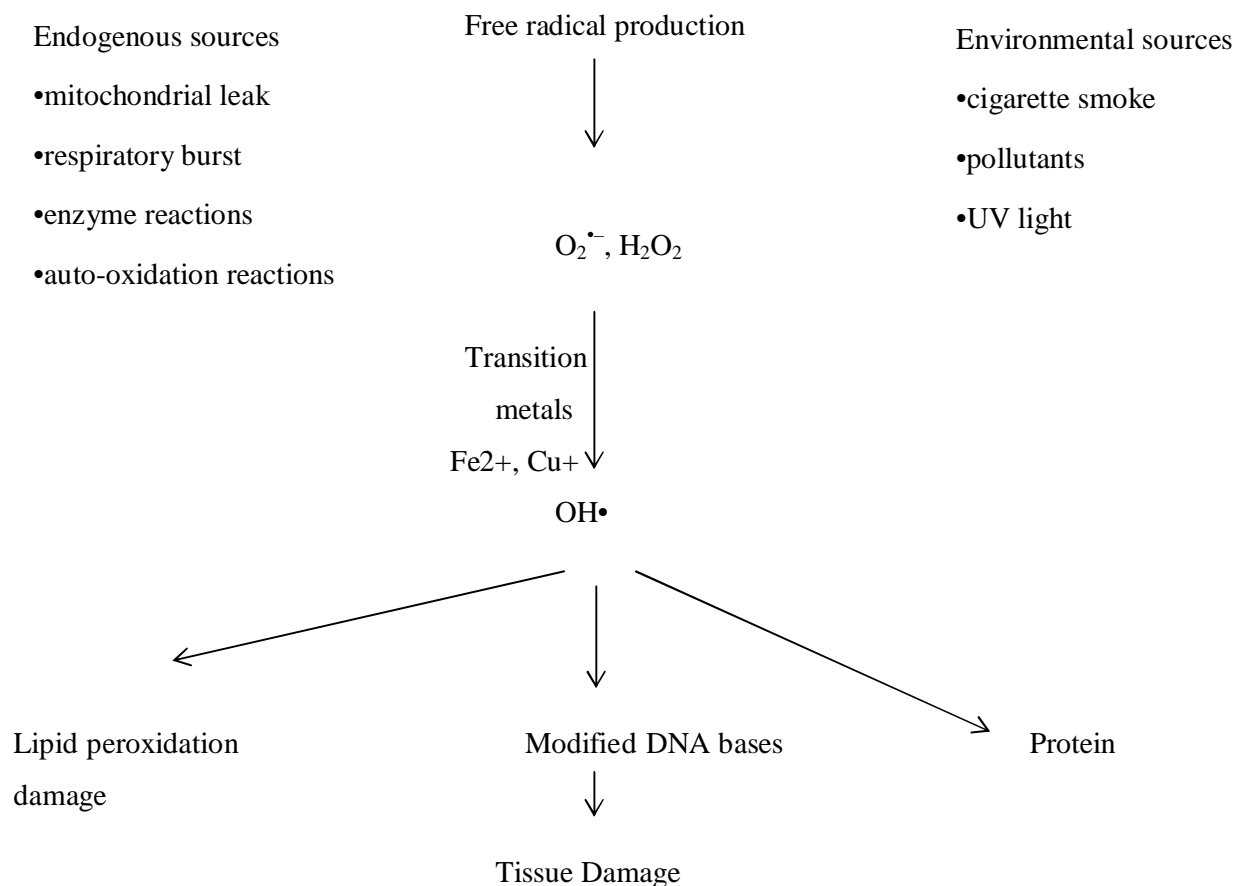 Endogenous sources
•mitochondrial leak
•respiratory burst
•enzyme reactions
•auto-oxidation reactions
Free radical production
Environmental sources
•cigarette smoke
•pollutants
•UV light
O₂•–, H₂O₂
Transition
metals
Fe2+, Cu+
OH•
Lipid peroxidation
damage
Modified DNA bases
Protein
Tissue Damage